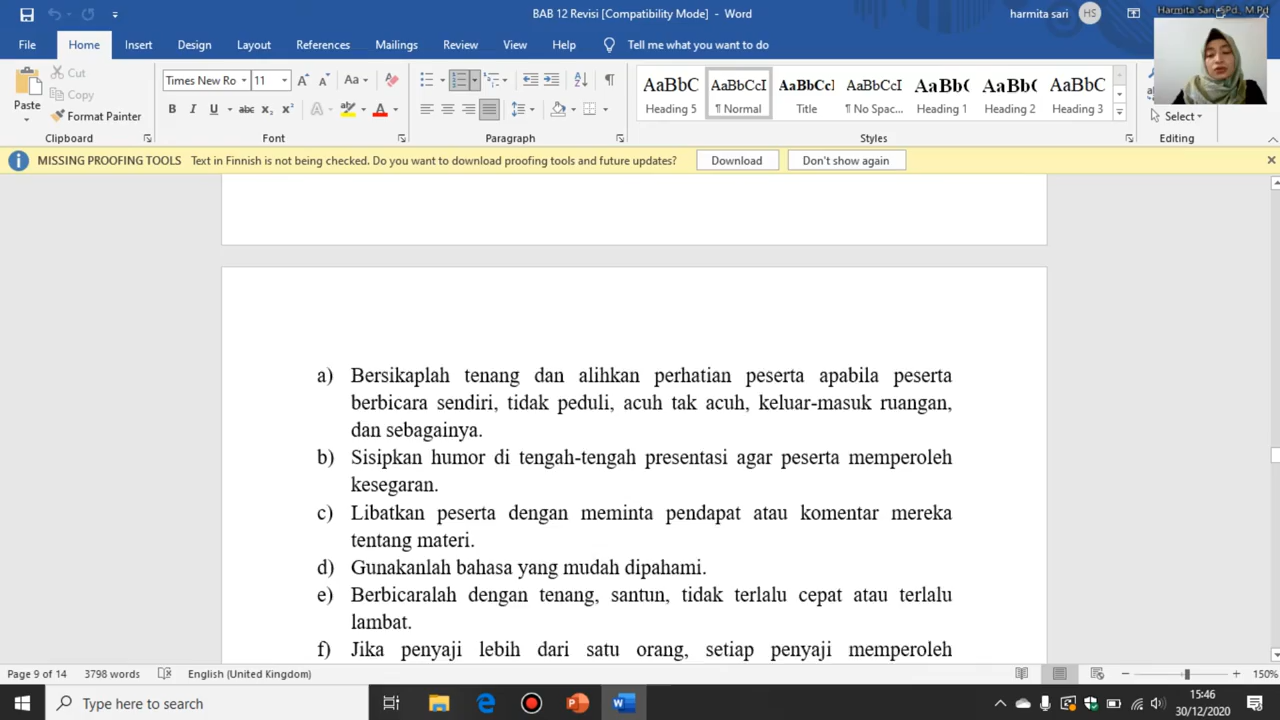 BAB 12 Revisi [Compatibility Mode] - Word
harmita sari
HS
Harmita Sari, SPd., M.Pd
File Home Insert Design Layout References Mailings Review View Help Tell me what you want to do
Paste
Cut
Copy
Format Painter
Clipboard
Times New Ro 11
Font
Paragraph
AaBbC AaBbCcI AaBbCcI AaBbCcI AaBb( AaBb( AaBbC
Heading 5 ¶ Normal Title ¶ No Spac... Heading 1 Heading 2 Heading 3
Styles
Select
Editing
MISSING PROOFING TOOLS Text in Finnish is not being checked. Do you want to download proofing tools and future updates? Download Don't show again
a) Bersikaplah tenang dan alihkan perhatian peserta apabila peserta
berbicara sendiri, tidak peduli, acuh tak acuh, keluar-masuk ruangan,
dan sebagainya.
b) Sisipkan humor di tengah-tengah presentasi agar peserta memperoleh
kesegaran.
c) Libatkan peserta dengan meminta pendapat atau komentar mereka
tentang materi.
d) Gunakanlah bahasa yang mudah dipahami.
e) Berbicaralah dengan tenang, santun, tidak terlalu cepat atau terlalu
lambat.
f) Jika penyaji lebih dari satu orang, setiap penyaji memperoleh
Page 9 of 14 3798 words English (United Kingdom) 150%
Type here to search
15:46
30/12/2020